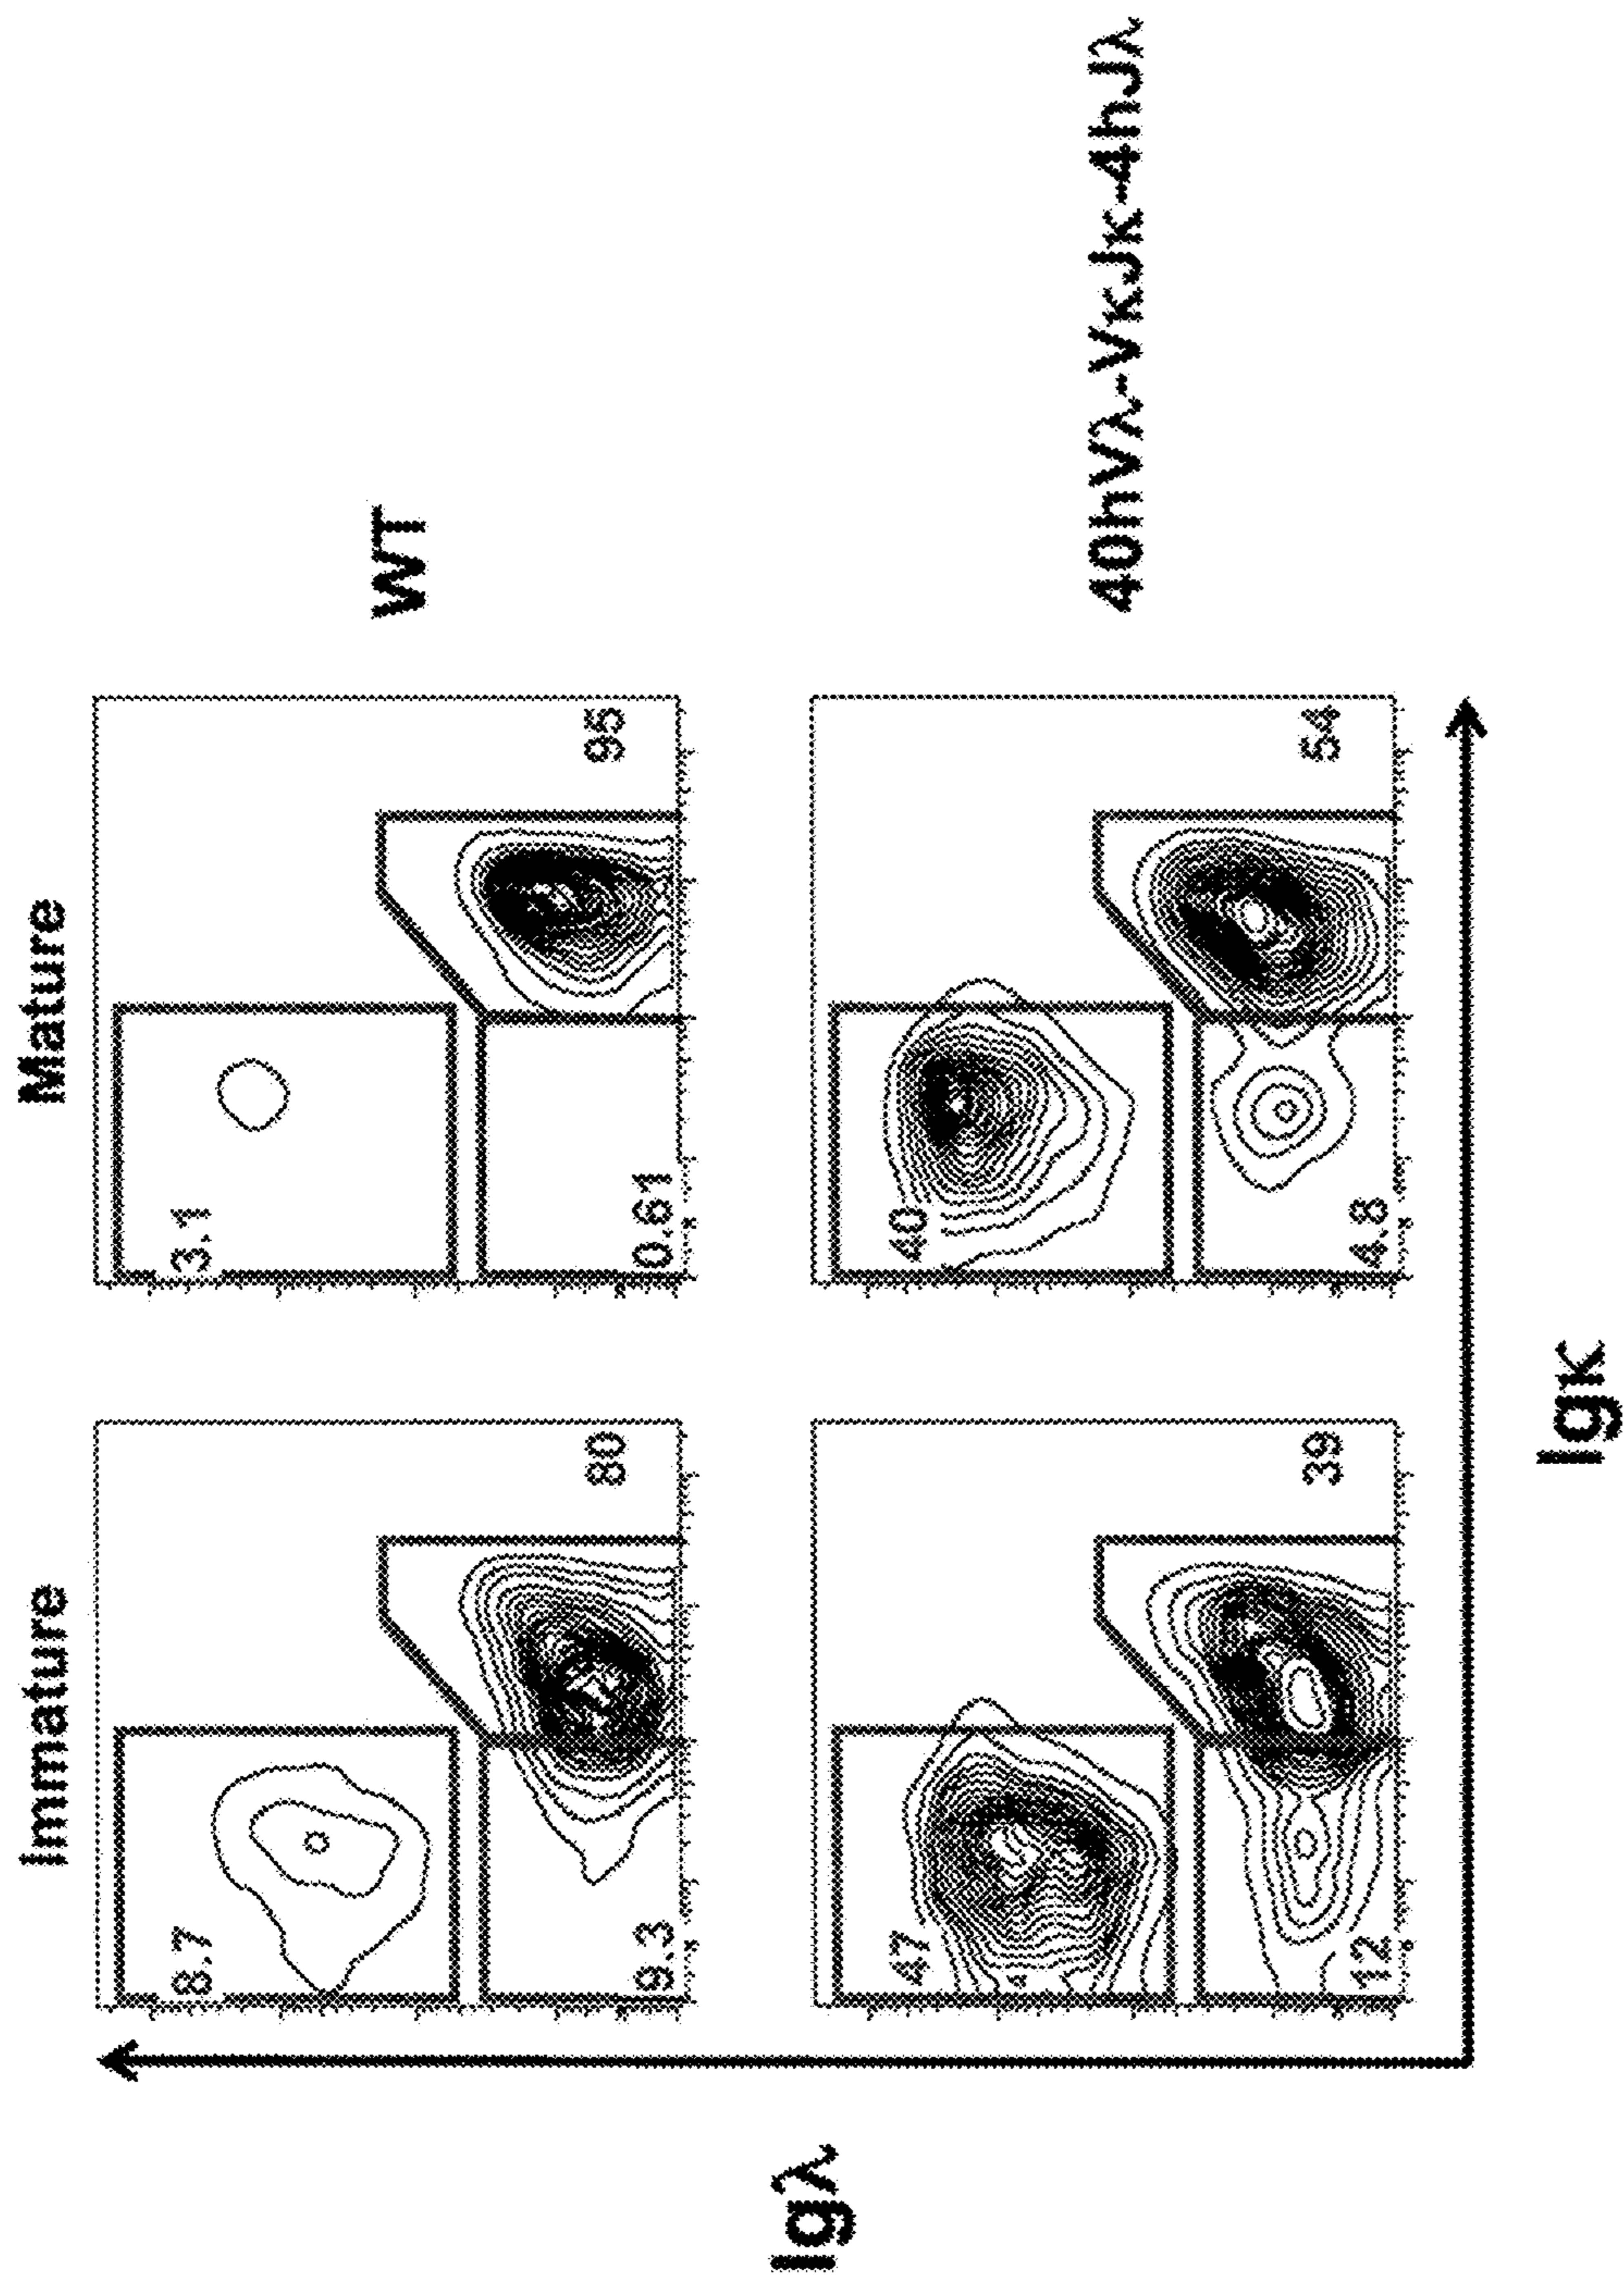 Immature
Mature
8.7
80
9.3
3.1
95
0.61
WT
47
39
12
40
54
4.8
40hVλ-VκJκ-4hJλ
Igλ
Igκ